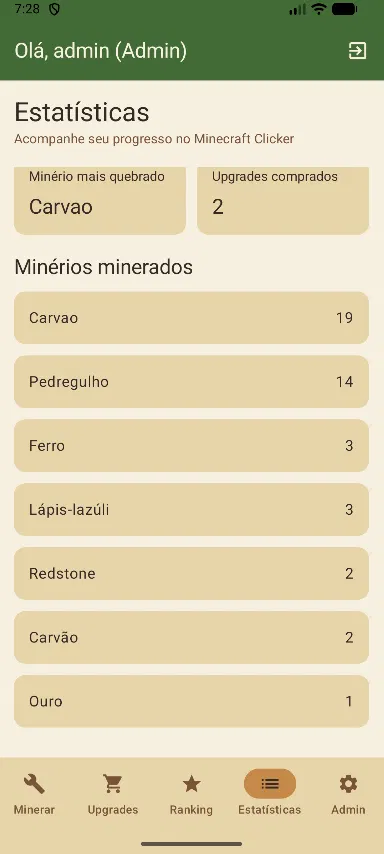 7:28
Olá, admin (Admin)
Estatísticas
Acompanhe seu progresso no Minecraft Clicker
Minério mais quebrado
Carvao
Upgrades comprados
2
Minérios minerados
Carvao 19
Pedregulho 14
Ferro 3
Lápis-lazúli 3
Redstone 2
Carvão 2
Ouro 1
Minerar Upgrades Ranking Estatísticas Admin